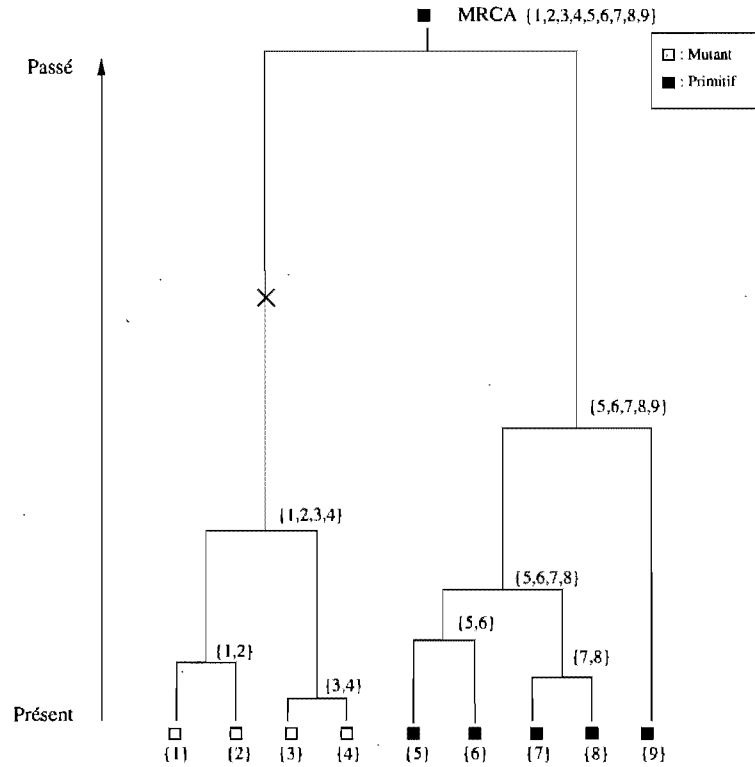 MRCA {1,2,3,4,5,6,7,8,9}
: Mutant
: Primitif
Passé
{5,6,7,8,9}
{1,2,3,4}
{5,6,7,8}
{5,6}
{1,2}
{7,8}
{3,4}
Présent
{1} {2} {3} {4} {5} {6} {7} {8} {9}